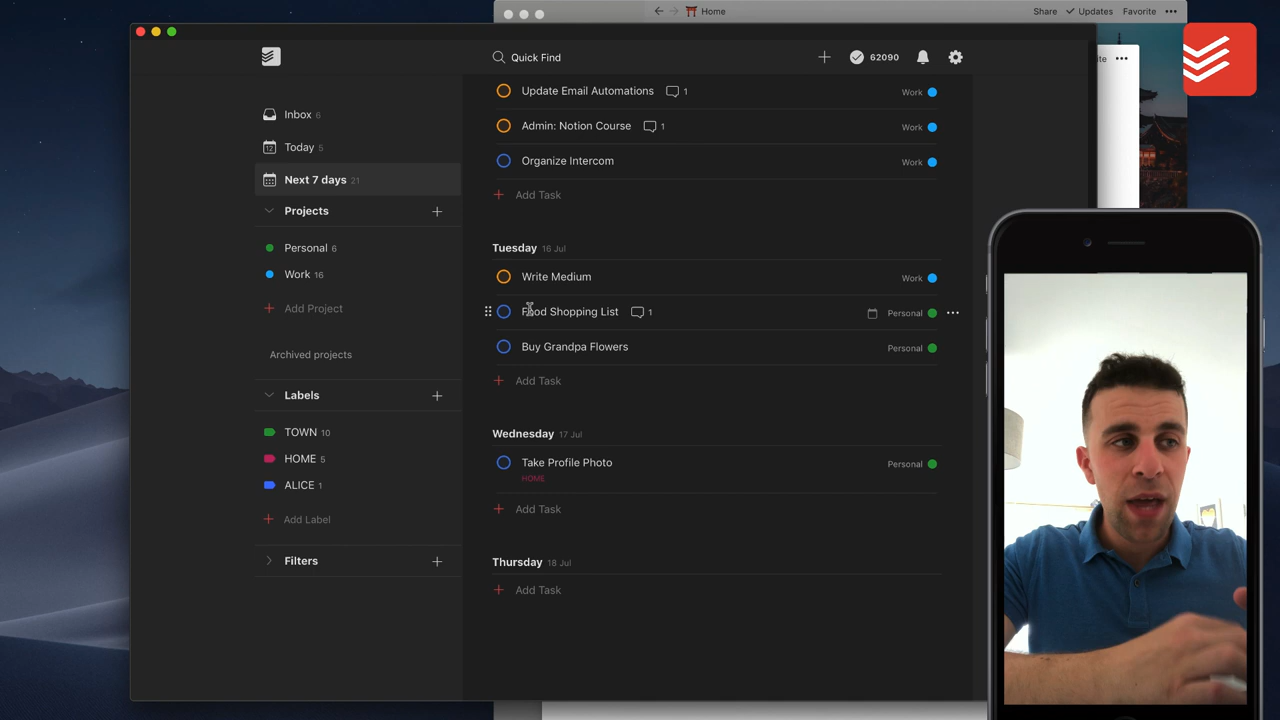 Home
Share
Updates
Favorite
Quick Find
62090
Inbox 6
12
Today 5
Next 7 days 21
Projects
Personal 6
Work 16
Add Project
Archived projects
Labels
TOWN 10
HOME 5
ALICE 1
Add Label
Filters
Update Email Automations 1 Work
Admin: Notion Course 1 Work
Organize Intercom Work
Add Task
Tuesday 16 Jul
Write Medium Work
Food Shopping List 1 Personal
Buy Grandpa Flowers Personal
Add Task
Wednesday 17 Jul
Take Profile Photo Personal
HOME
Add Task
Thursday 18 Jul
Add Task